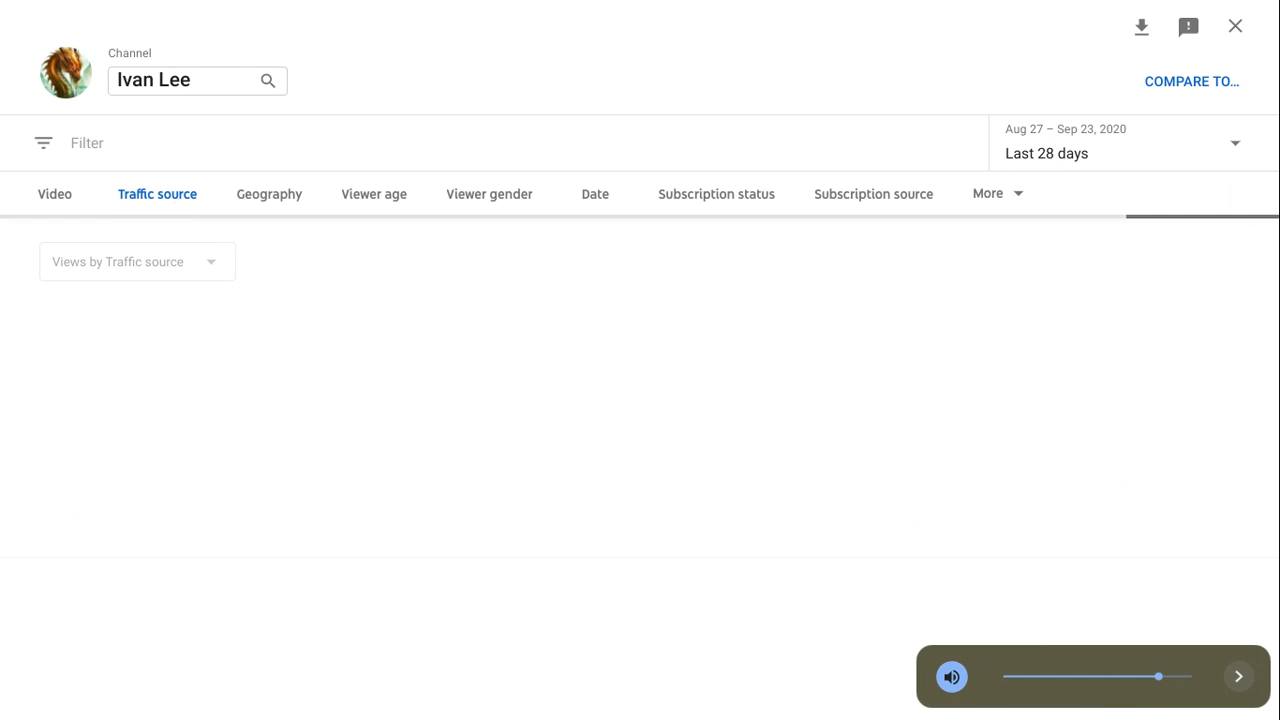 Channel
Ivan Lee
COMPARE TO...
Filter
Aug 27 – Sep 23, 2020
Last 28 days
Video Traffic source Geography Viewer age Viewer gender Date Subscription status Subscription source More
Views by Traffic source